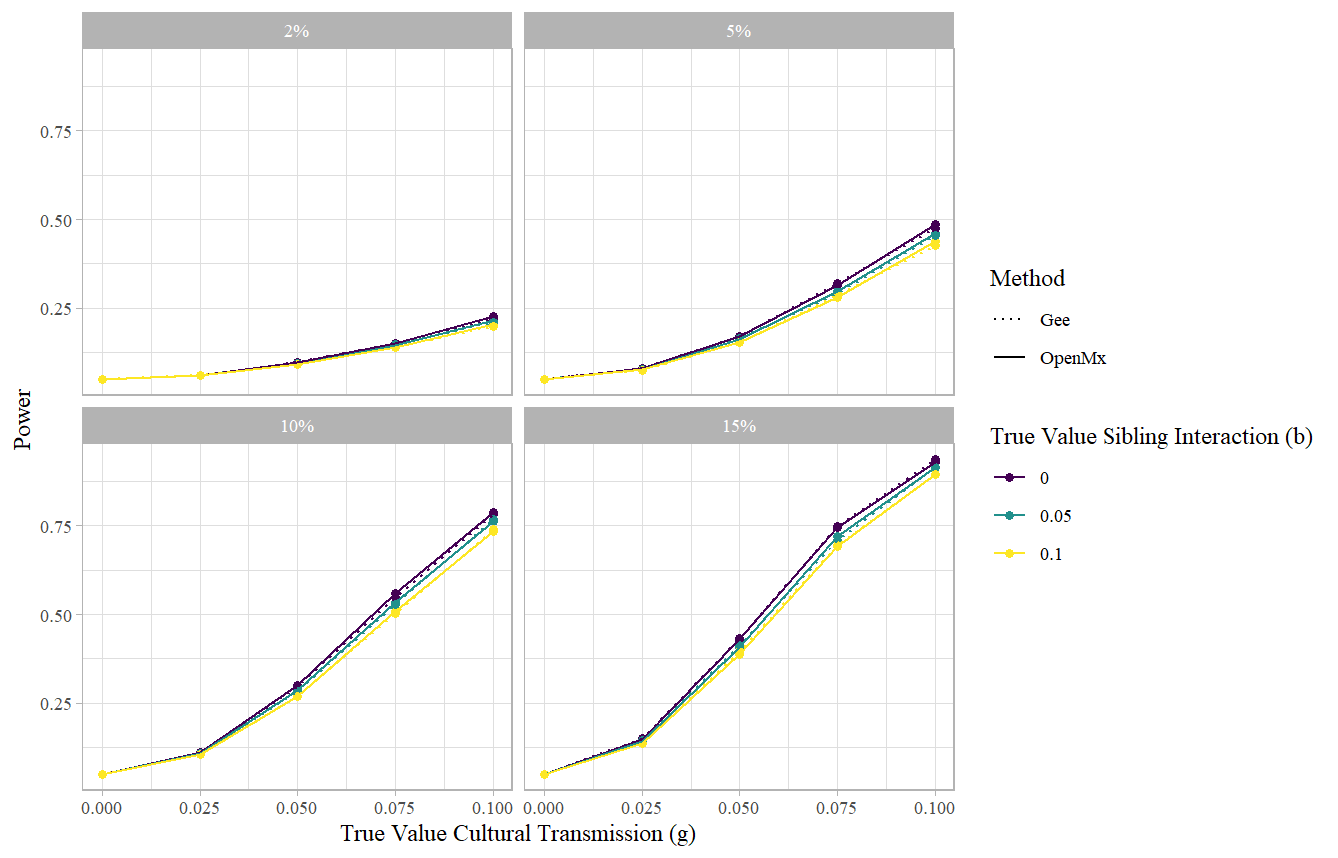 2%
5%
0.75
0.50
0.25
Power
10%
15%
0.75
0.50
0.25
0.000 0.025 0.050 0.075 0.100 0.000 0.025 0.050 0.075 0.100
True Value Cultural Transmission (g)
Method
Gee
OpenMx
True Value Sibling Interaction (b)
0
0.05
0.1